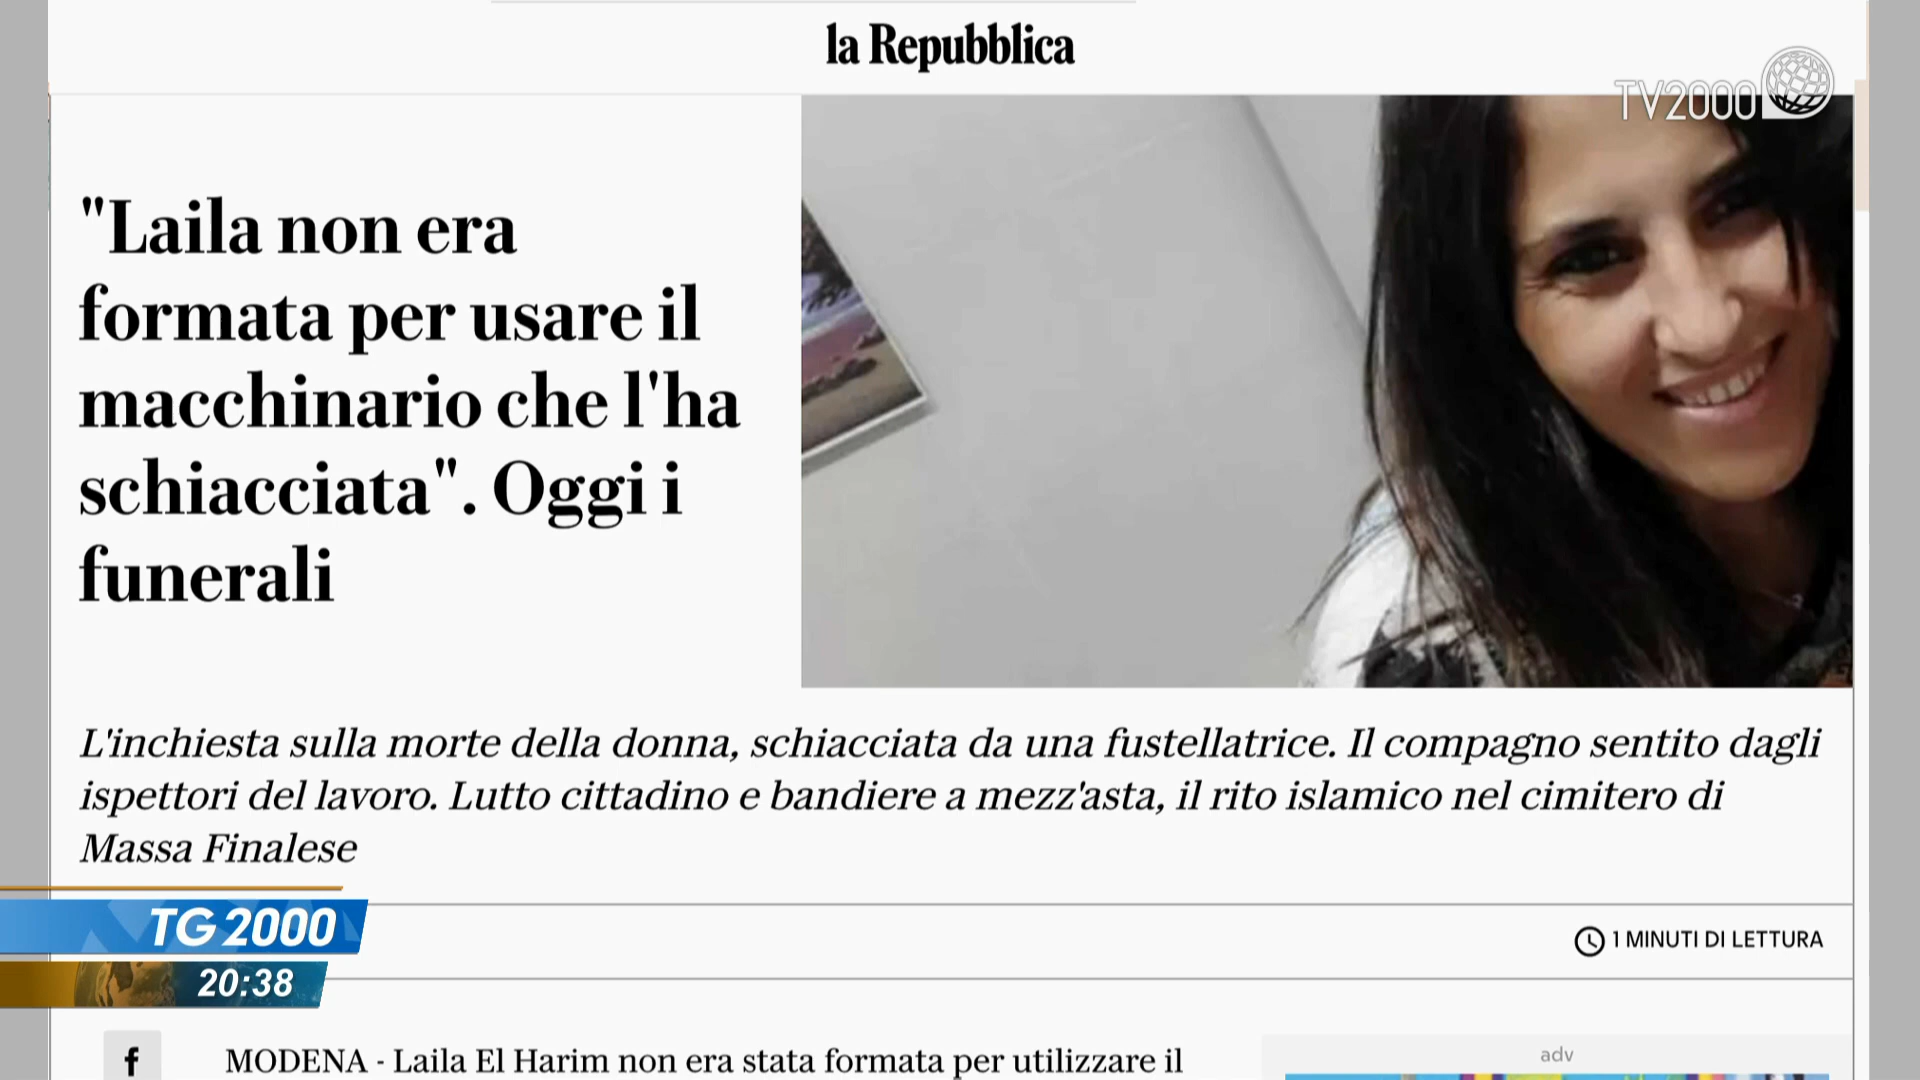 la Repubblica
TV2000
"Laila non era
formata per usare il
macchinario che l'ha
schiacciata". Oggi i
funerali
L'inchiesta sulla morte della donna, schiacciata da una fustellatrice. Il compagno sentito dagli
ispettori del lavoro. Lutto cittadino e bandiere a mezz'asta, il rito islamico nel cimitero di
Massa Finalese
TG 2000
1 MINUTI DI LETTURA
20:38
f
MODENA - Laila El Harim non era stata formata per utilizzare il
adv